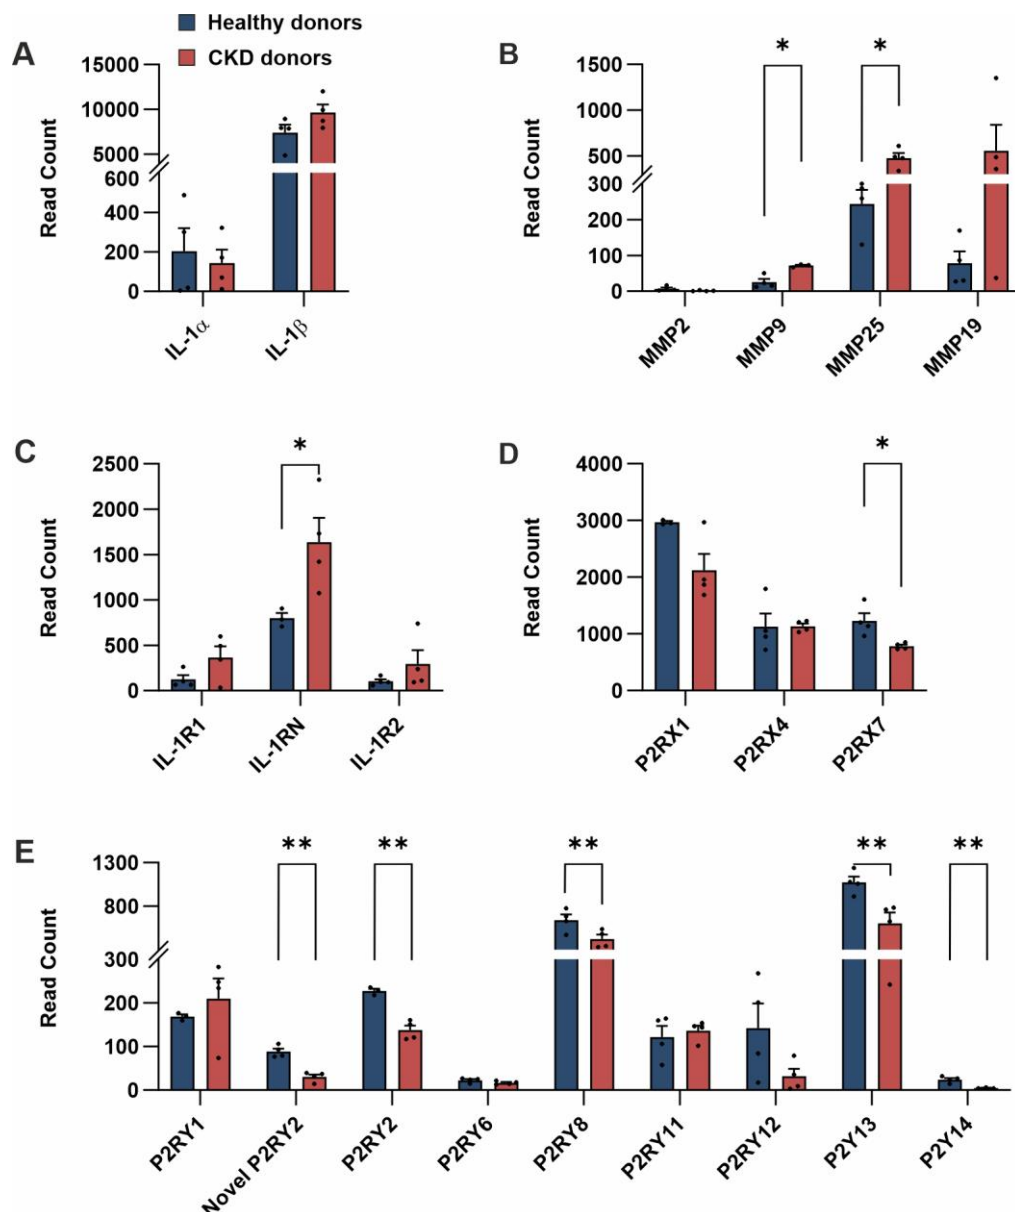 Healthy donors
CKD donors
A
Read Count
15000
10000
5000
600
400
200
0
IL-1α
IL-1β
B
Read Count
* *
1500
1000
500
300
200
100
0
MMP2
MMP9
MMP25
MMP19
C
Read Count
*
2500
2000
1500
1000
500
0
IL-1R1
IL-1RN
IL-1R2
D
Read Count
*
4000
3000
2000
1000
0
P2RX1
P2RX4
P2RX7
E
Read Count
** ** ** ** **
1300
800
300
200
100
0
P2RY1
Novel P2RY2
P2RY2
P2RY6
P2RY8
P2RY11
P2RY12
P2Y13
P2Y14